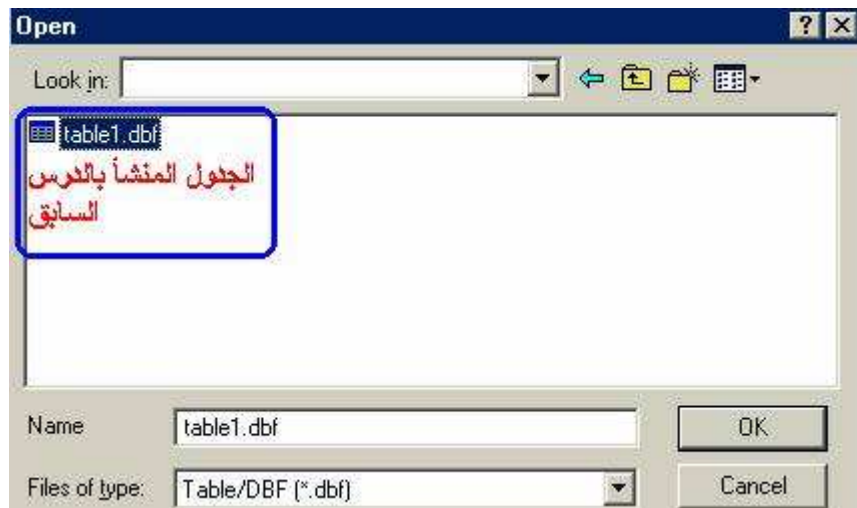 Open
Look in:
table1.dbf
الجدول المنشأ بالدرس
السابق
Name table1.dbf OK
Files of type: Table/DBF (*.dbf) Cancel